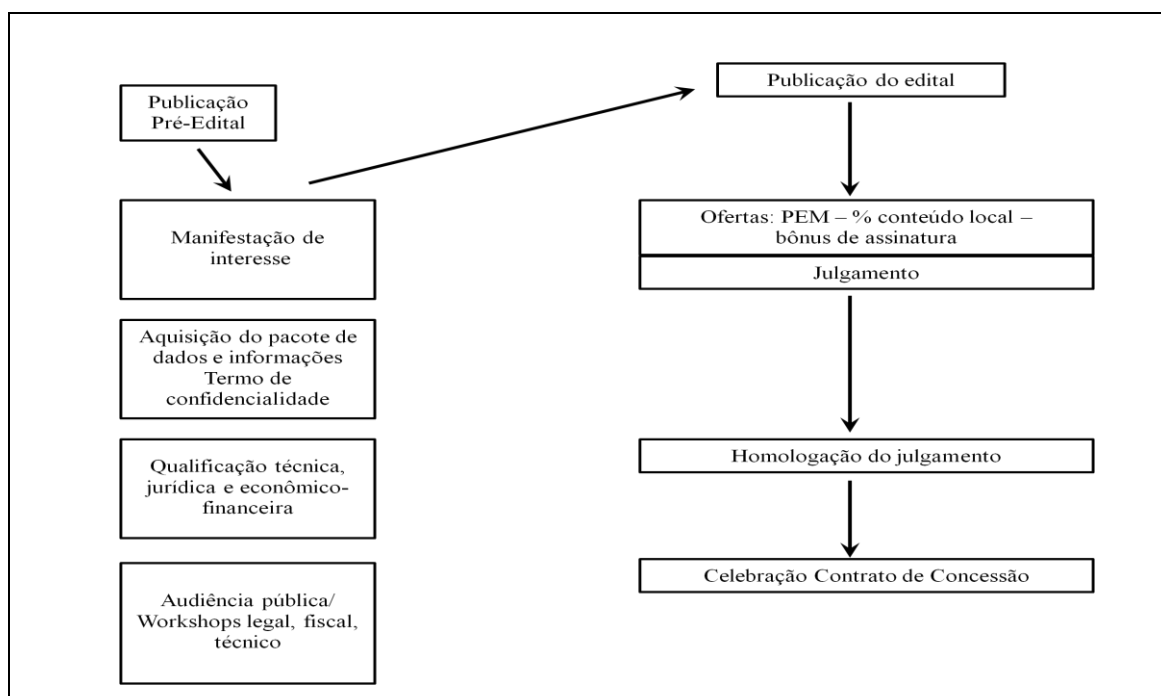 Publicação
Pré-Edital
Manifestação de
interesse
Aquisição do pacote de
dados e informações
Termo de
confidencialidade
Qualificação técnica,
jurídica e econômico-
financeira
Audiência pública/
Workshops legal, fiscal,
técnico
Publicação do edital
Ofertas: PEM – % conteúdo local –
bônus de assinatura
Julgamento
Homologação do julgamento
Celebração Contrato de Concessão